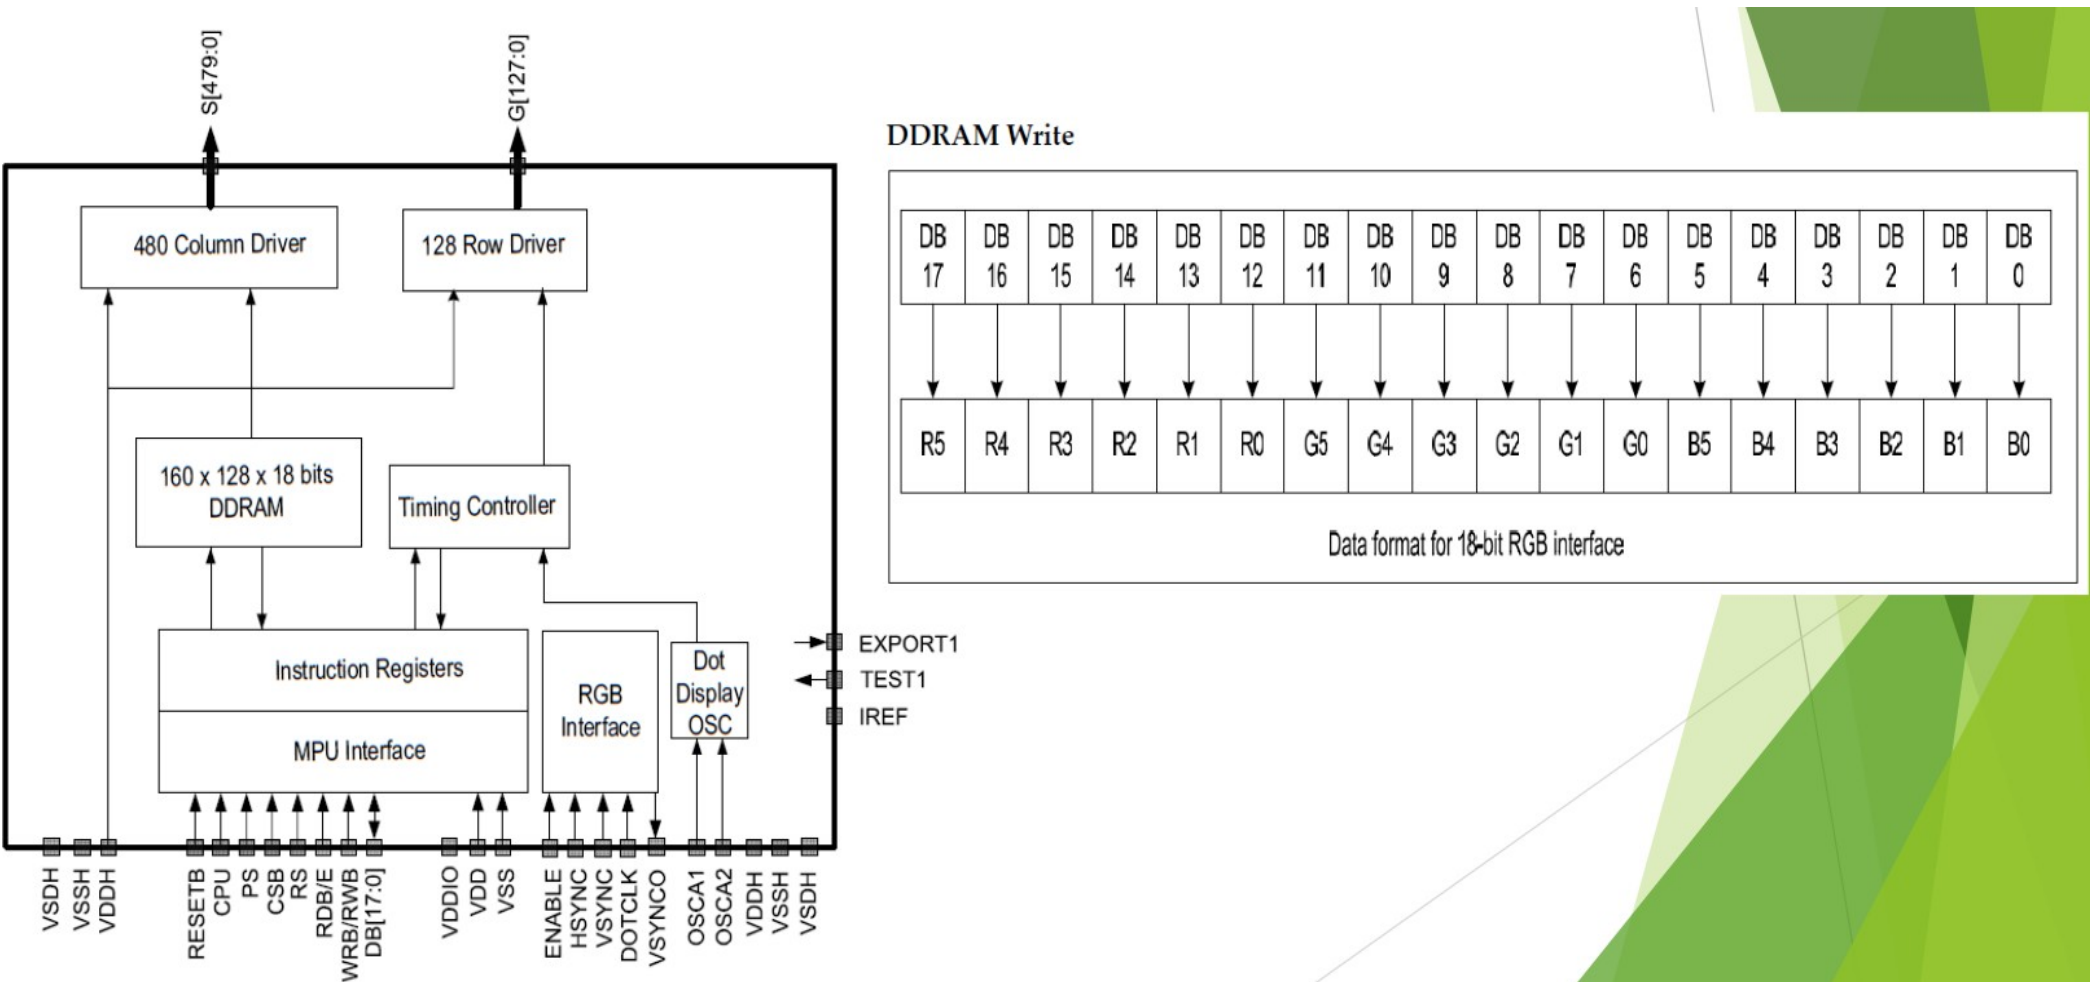 S[479:0]
G[127:0]
480 Column Driver
128 Row Driver
160 x 128 x 18 bits
DDRAM
Timing Controller
Instruction Registers
MPU Interface
RGB
Interface
Dot
Display
OSC
EXPORT1
TEST1
IREF
VSDH
VSSH
VDDH
RESETB
CPU
PS
CSB
RS
RDB/E
WRB/RWB
DB[17:0]
VDDIO
VDD
VSS
ENABLE
HSYNC
VSYNC
DOTCLK
VSYNCO
OSCA1
OSCA2
VDDH
VSSH
VSDH
DDRAM Write
DB DB DB DB DB DB DB DB DB DB DB DB DB DB DB DB DB DB
17 16 15 14 13 12 11 10 9 8 7 6 5 4 3 2 1 0
R5 R4 R3 R2 R1 R0 G5 G4 G3 G2 G1 G0 B5 B4 B3 B2 B1 B0
Data format for 18-bit RGB interface